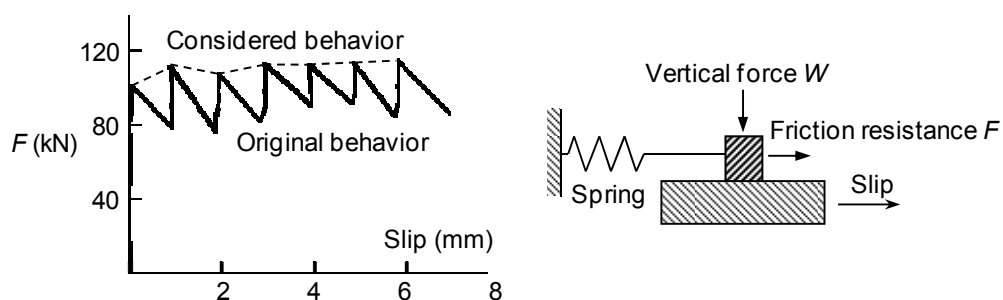 120
Considered behavior
F (kN)
80
Original behavior
40
Slip (mm)
2
4
6
8
Vertical force W
Friction resistance F
Spring
Slip